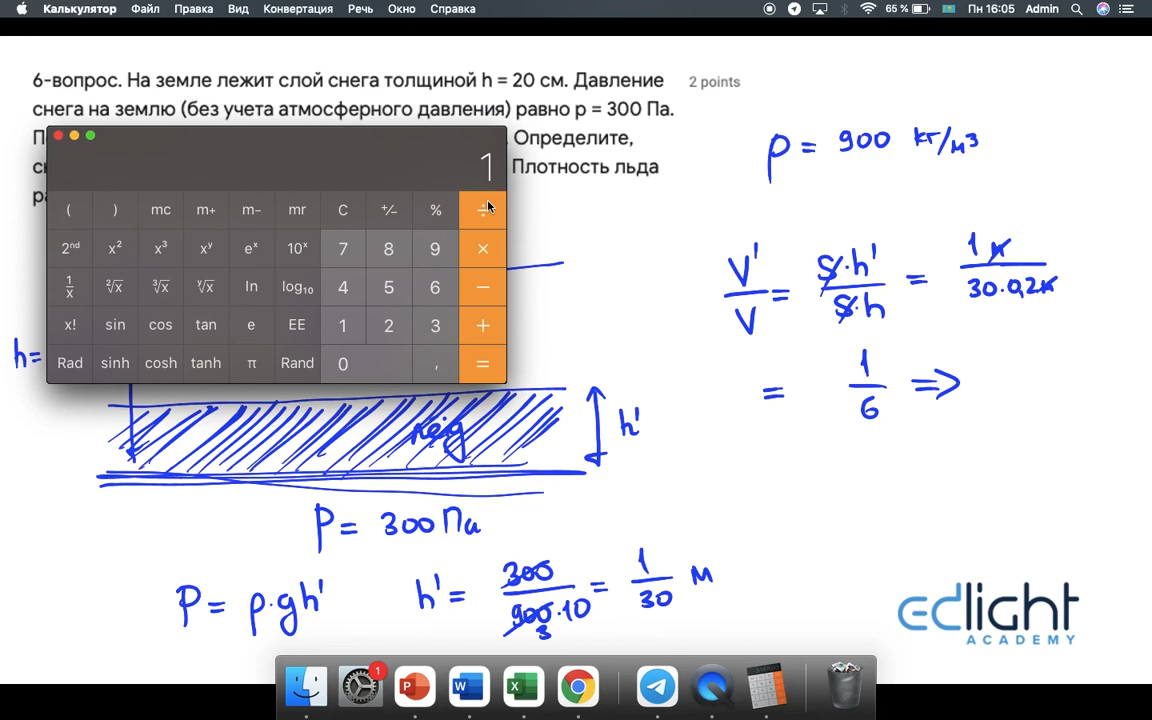 Калькулятор Файл Правка Вид Конвертация Речь Окно Справка 65 % Пн 16:05 Admin
6-вопрос. На земле лежит слой снега толщиной h = 20 см. Давление 2 points
снега на землю (без учета атмосферного давления) равно p = 300 Па.
П . Определите,
Плотность льда
1
( ) mc m+ m- mr C ⁺/₋ % ÷
2nd x² x³ xʸ eˣ 10ˣ 7 8 9 ×
1/x ²√x ³√x ʸ√x ln log₁₀ 4 5 6 −
x! sin cos tan e EE 1 2 3 +
Rad sinh cosh tanh π Rand 0 , =
ρ = 900 кг/м³
V'/V = S·h'/S·h = 1м/30·0,2м
= 1/6 =>
h=
лёд
h'
P = 300 Па
P = ρ·gh' h' = 300/900·10 = 1/30 м
3
edlight
ACADEMY
1
P W X